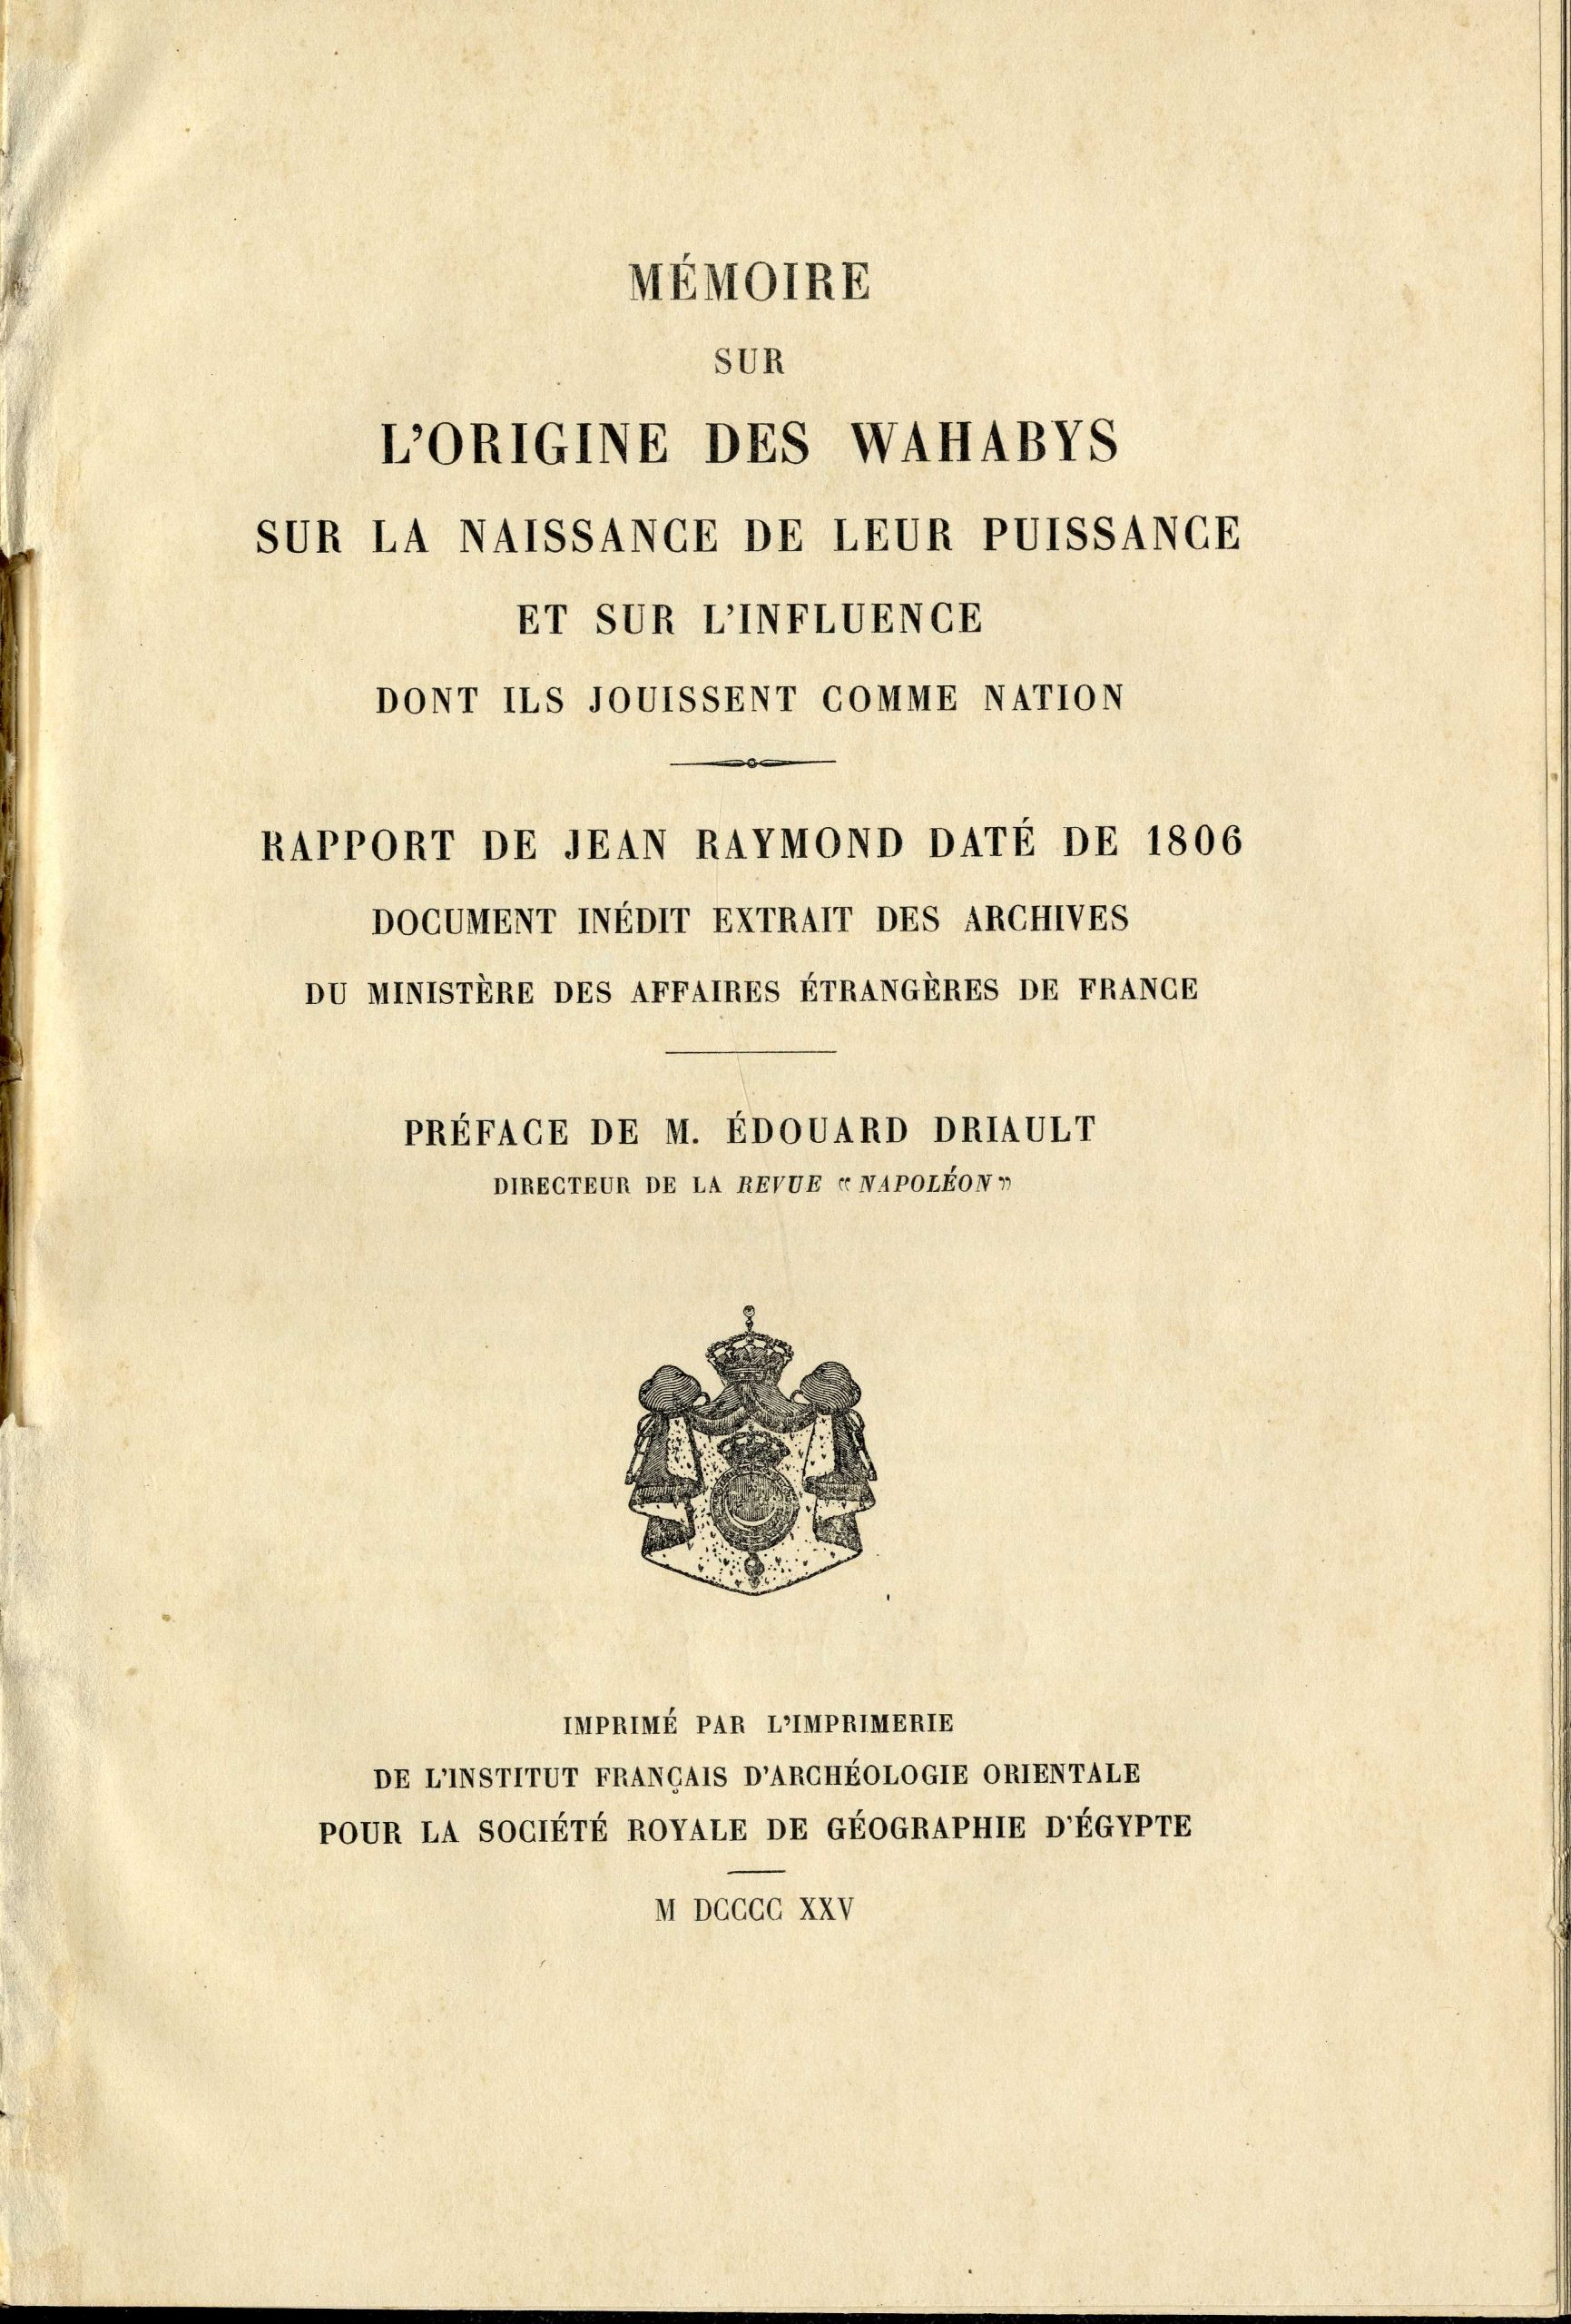 MÉMOIRE
SUR
L'ORIGINE DES WAHABYS
SUR LA NAISSANCE DE LEUR PUISSANCE
ET SUR L'INFLUENCE
DONT ILS JOUISSENT COMME NATION
RAPPORT DE JEAN RAYMOND DATÉ DE 1806
DOCUMENT INÉDIT EXTRAIT DES ARCHIVES
DU MINISTÈRE DES AFFAIRES ÉTRANGÈRES DE FRANCE
PRÉFACE DE M. ÉDOUARD DRIAULT
DIRECTEUR DE LA REVUE “NAPOLÉON”
IMPRIMÉ PAR L'IMPRIMERIE
DE L'INSTITUT FRANÇAIS D'ARCHÉOLOGIE ORIENTALE
POUR LA SOCIÉTÉ ROYALE DE GÉOGRAPHIE D'ÉGYPTE
M DCCCC XXV